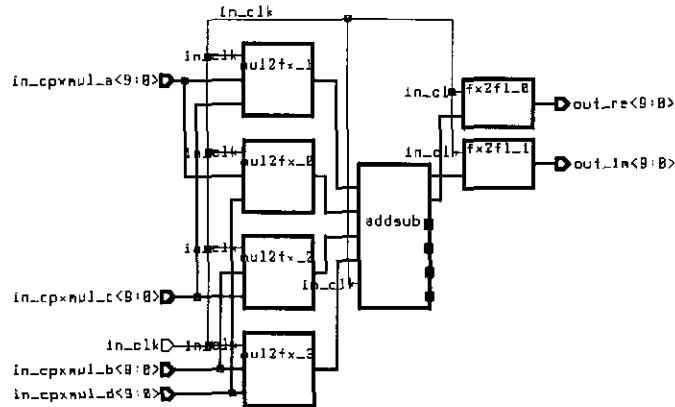 in_clk
in_clk
mul2fx_1
in_cpxmul_a<9:0>
in_clk
fx2fl_0
out_re<9:0>
in_clk
mul2fx_0
in_clk
fx2fl_1
out_im<9:0>
addsub
in_clk
mul2fx_2
in_clk
in_cpxmul_c<9:0>
in_clk
in_clk
mul2fx_3
in_cpxmul_b<9:0>
in_cpxmul_d<9:0>